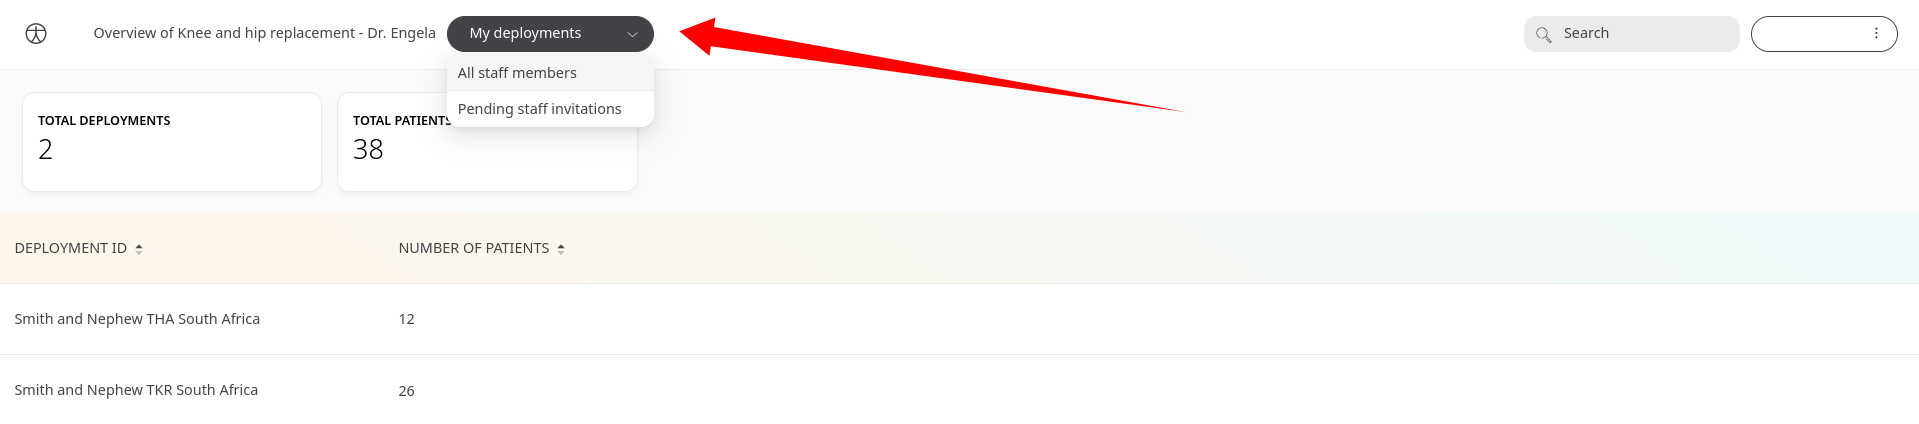 Overview of Knee and hip replacement - Dr. Engela
My deployments
Search
All staff members
Pending staff invitations
TOTAL DEPLOYMENTS
2
TOTAL PATIENTS
38
DEPLOYMENT ID
NUMBER OF PATIENTS
Smith and Nephew THA South Africa
12
Smith and Nephew TKR South Africa
26